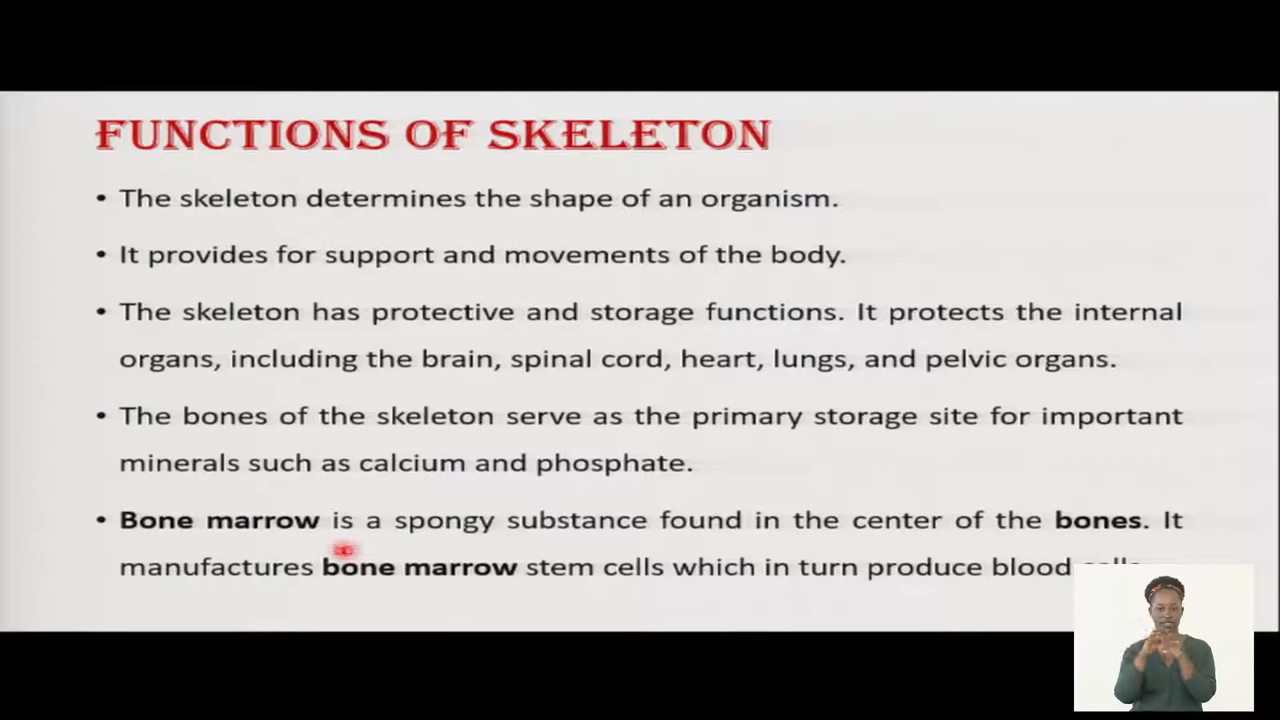 FUNCTIONS OF SKELETON
• The skeleton determines the shape of an organism.
• It provides for support and movements of the body.
• The skeleton has protective and storage functions. It protects the internal
organs, including the brain, spinal cord, heart, lungs, and pelvic organs.
• The bones of the skeleton serve as the primary storage site for important
minerals such as calcium and phosphate.
• Bone marrow is a spongy substance found in the center of the bones. It
manufactures bone marrow stem cells which in turn produce blood